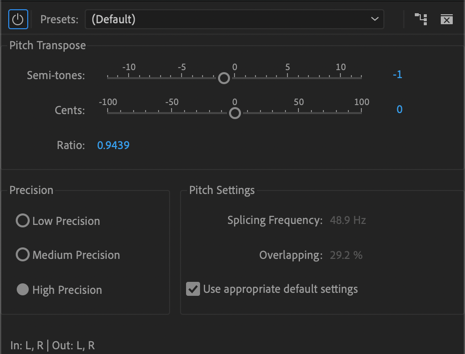 Presets: (Default)
Pitch Transpose
-10 -5 0 5 10
Semi-tones: -1
-100 -50 0 50 100
Cents: 0
Ratio: 0.9439
Precision
Low Precision
Medium Precision
High Precision
Pitch Settings
Splicing Frequency: 48.9 Hz
Overlapping: 29.2 %
Use appropriate default settings
In: L, R | Out: L, R